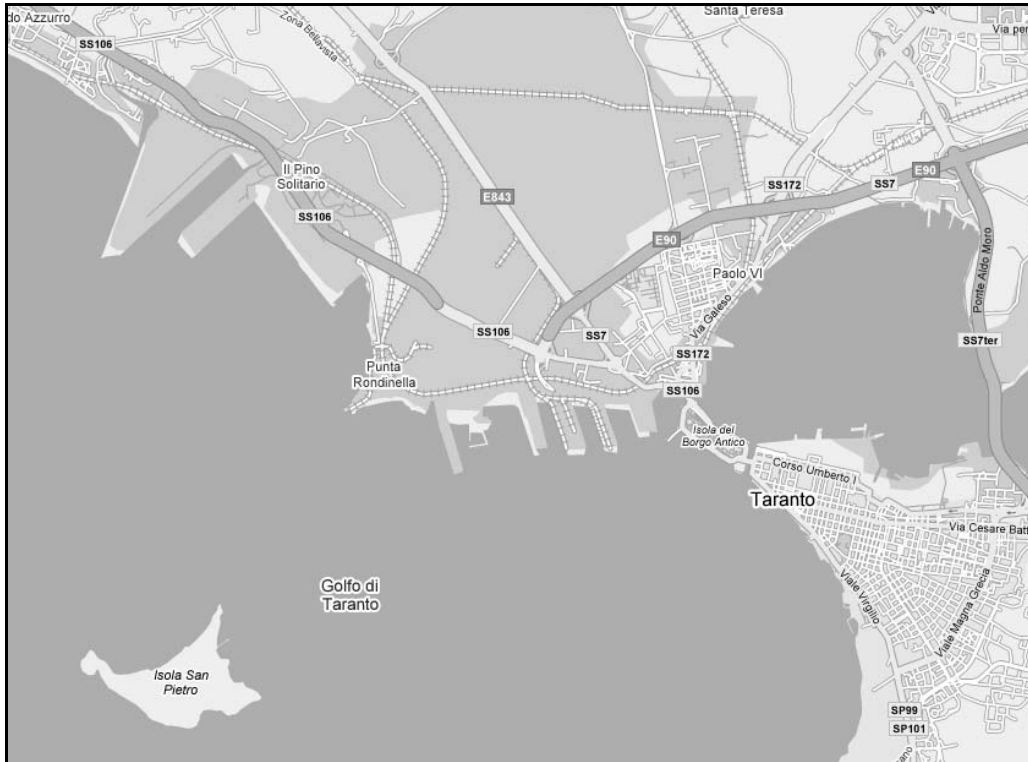 do Azzurro
SS106
Zona Bellavista
Santa Teresa
Via per
Il Pino
Solitario
SS106
E843
SS172
SS7
E90
E90
Paolo VI
Ponte Aldo Moro
Via Galeso
SS106
SS7
SS7ter
SS172
Punta
Rondinella
SS106
Isola del
Borgo Antico
Corso Umberto I
Taranto
Via Cesare Batt
Golfo di
Taranto
Viale Virgilio
Viale Magna Grecia
Isola San
Pietro
SP99
SP101